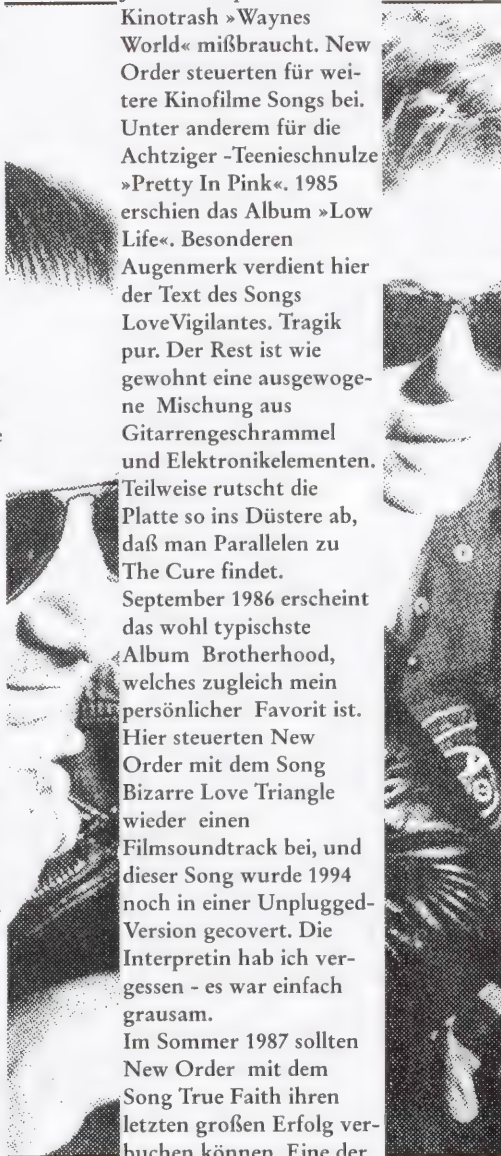 Kinotrash »Waynes
World« mißbraucht. New
Order steuerten für wei-
tere Kinofilme Songs bei.
Unter anderem für die
Achtziger -Teenieschnulze
»Pretty In Pink«. 1985
erschien das Album »Low
Life«. Besonderen
Augenmerk verdient hier
der Text des Songs
LoveVigilantes. Tragik
pur. Der Rest ist wie
gewohnt eine ausgewoge-
ne Mischung aus
Gitarrengeschrammel
und Elektronikelementen.
Teilweise rutscht die
Platte so ins Düstere ab,
daß man Parallelen zu
The Cure findet.
September 1986 erscheint
das wohl typischste
Album Brotherhood,
welches zugleich mein
persönlicher Favorit ist.
Hier steuerten New
Order mit dem Song
Bizarre Love Triangle
wieder einen
Filmsoundtrack bei, und
dieser Song wurde 1994
noch in einer Unplugged-
Version gecovert. Die
Interpretin hab ich ver-
gessen - es war einfach
grausam.
Im Sommer 1987 sollten
New Order mit dem
Song True Faith ihren
letzten großen Erfolg ver-
buchen können. Eine der